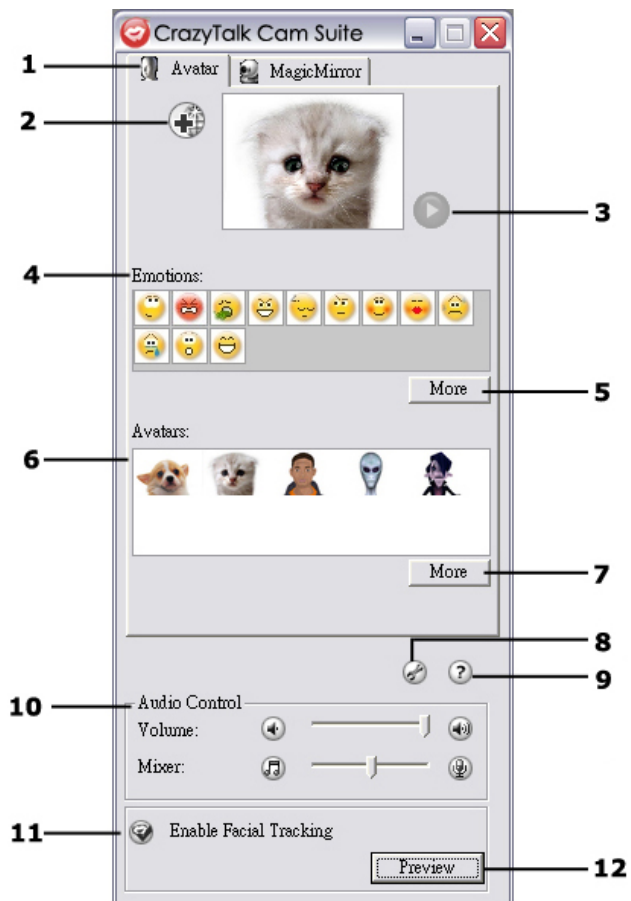 CrazyTalk Cam Suite
1
Avatar
MagicMirror
2
3
4
Emotions:
More
5
Avatars:
6
More
7
8
?
9
10
Audio Control
Volume:
Mixer:
11
Enable Facial Tracking
Preview
12